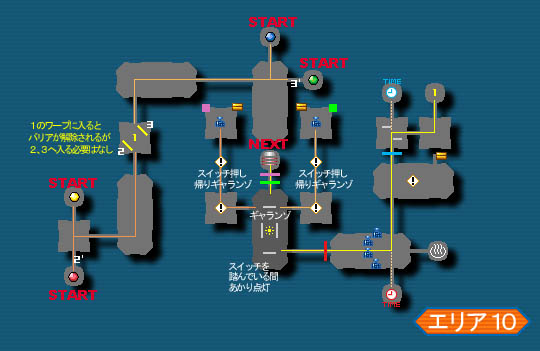 START
START
3'
TIME
1
1のワープに入ると
バリアが解除されるが
2、3へ入る必要はなし
3
1
2
NEXT
スイッチ押し
帰りギャランゾ
スイッチ押し
帰りギャランゾ
START
ギャランゾ
2'
スイッチを
踏んでいる間
あかり点灯
START
TIME
エリア10